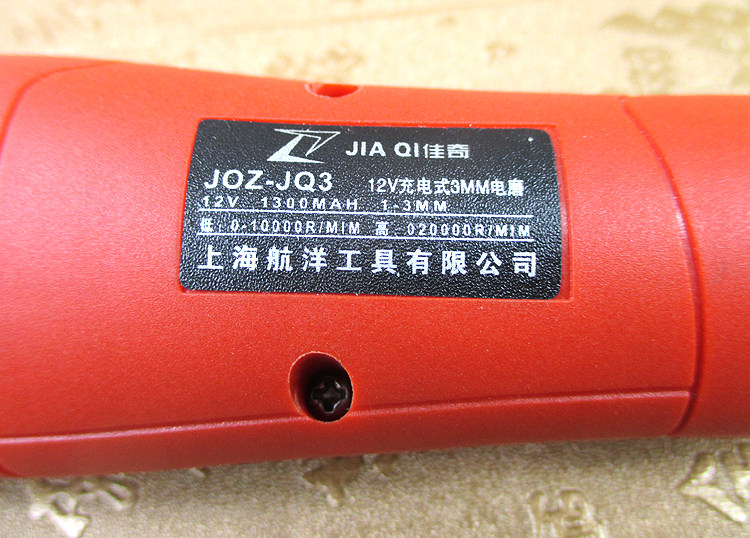 JIA QI佳奇
JOZ-JQ3 12V充电式3MM电磨
12V 1300MAH 1-3MM
低: 0-10000R/MIM 高: 020000R/MIM
上海航洋工具有限公司